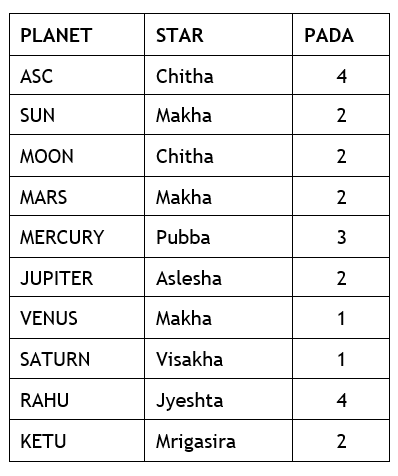 PLANET STAR PADA
ASC Chitha 4
SUN Makha 2
MOON Chitha 2
MARS Makha 2
MERCURY Pubba 3
JUPITER Aslesha 2
VENUS Makha 1
SATURN Visakha 1
RAHU Jyeshta 4
KETU Mrigasira 2